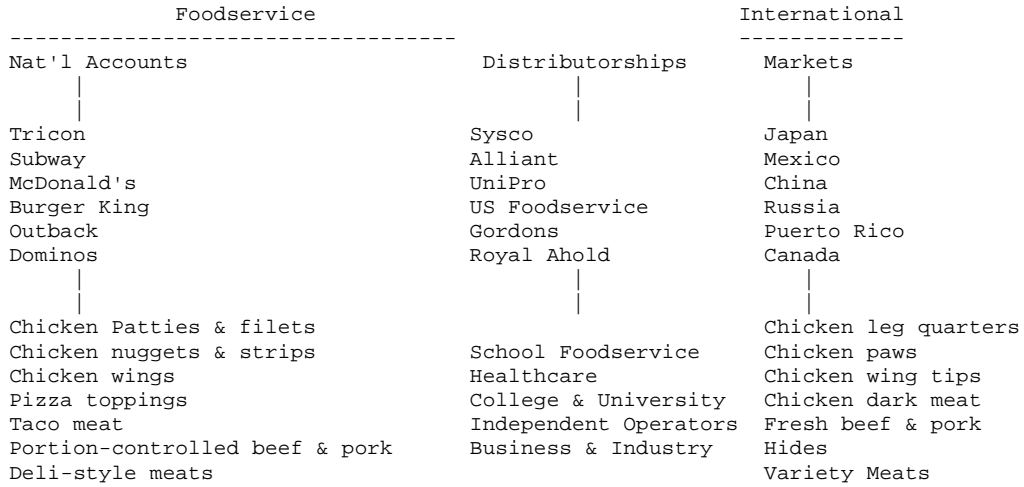 Foodservice International
----------------------------------- -------------
Nat'l Accounts Distributorships Markets
| | |
| | |
Tricon Sysco Japan
Subway Alliant Mexico
McDonald's UniPro China
Burger King US Foodservice Russia
Outback Gordons Puerto Rico
Dominos Royal Ahold Canada
| | |
| | |
Chicken Patties & filets Chicken leg quarters
Chicken nuggets & strips School Foodservice Chicken paws
Chicken wings Healthcare Chicken wing tips
Pizza toppings College & University Chicken dark meat
Taco meat Independent Operators Fresh beef & pork
Portion-controlled beef & pork Business & Industry Hides
Deli-style meats Variety Meats